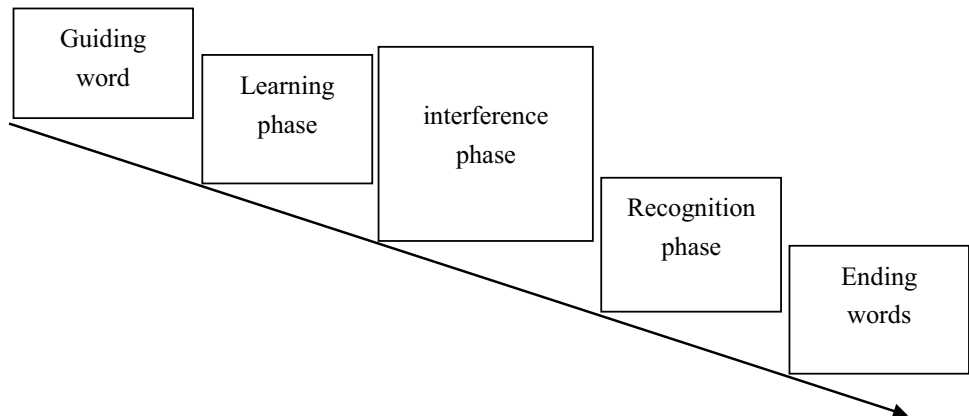 Guiding
word
Learning
phase
interference
phase
Recognition
phase
Ending
words